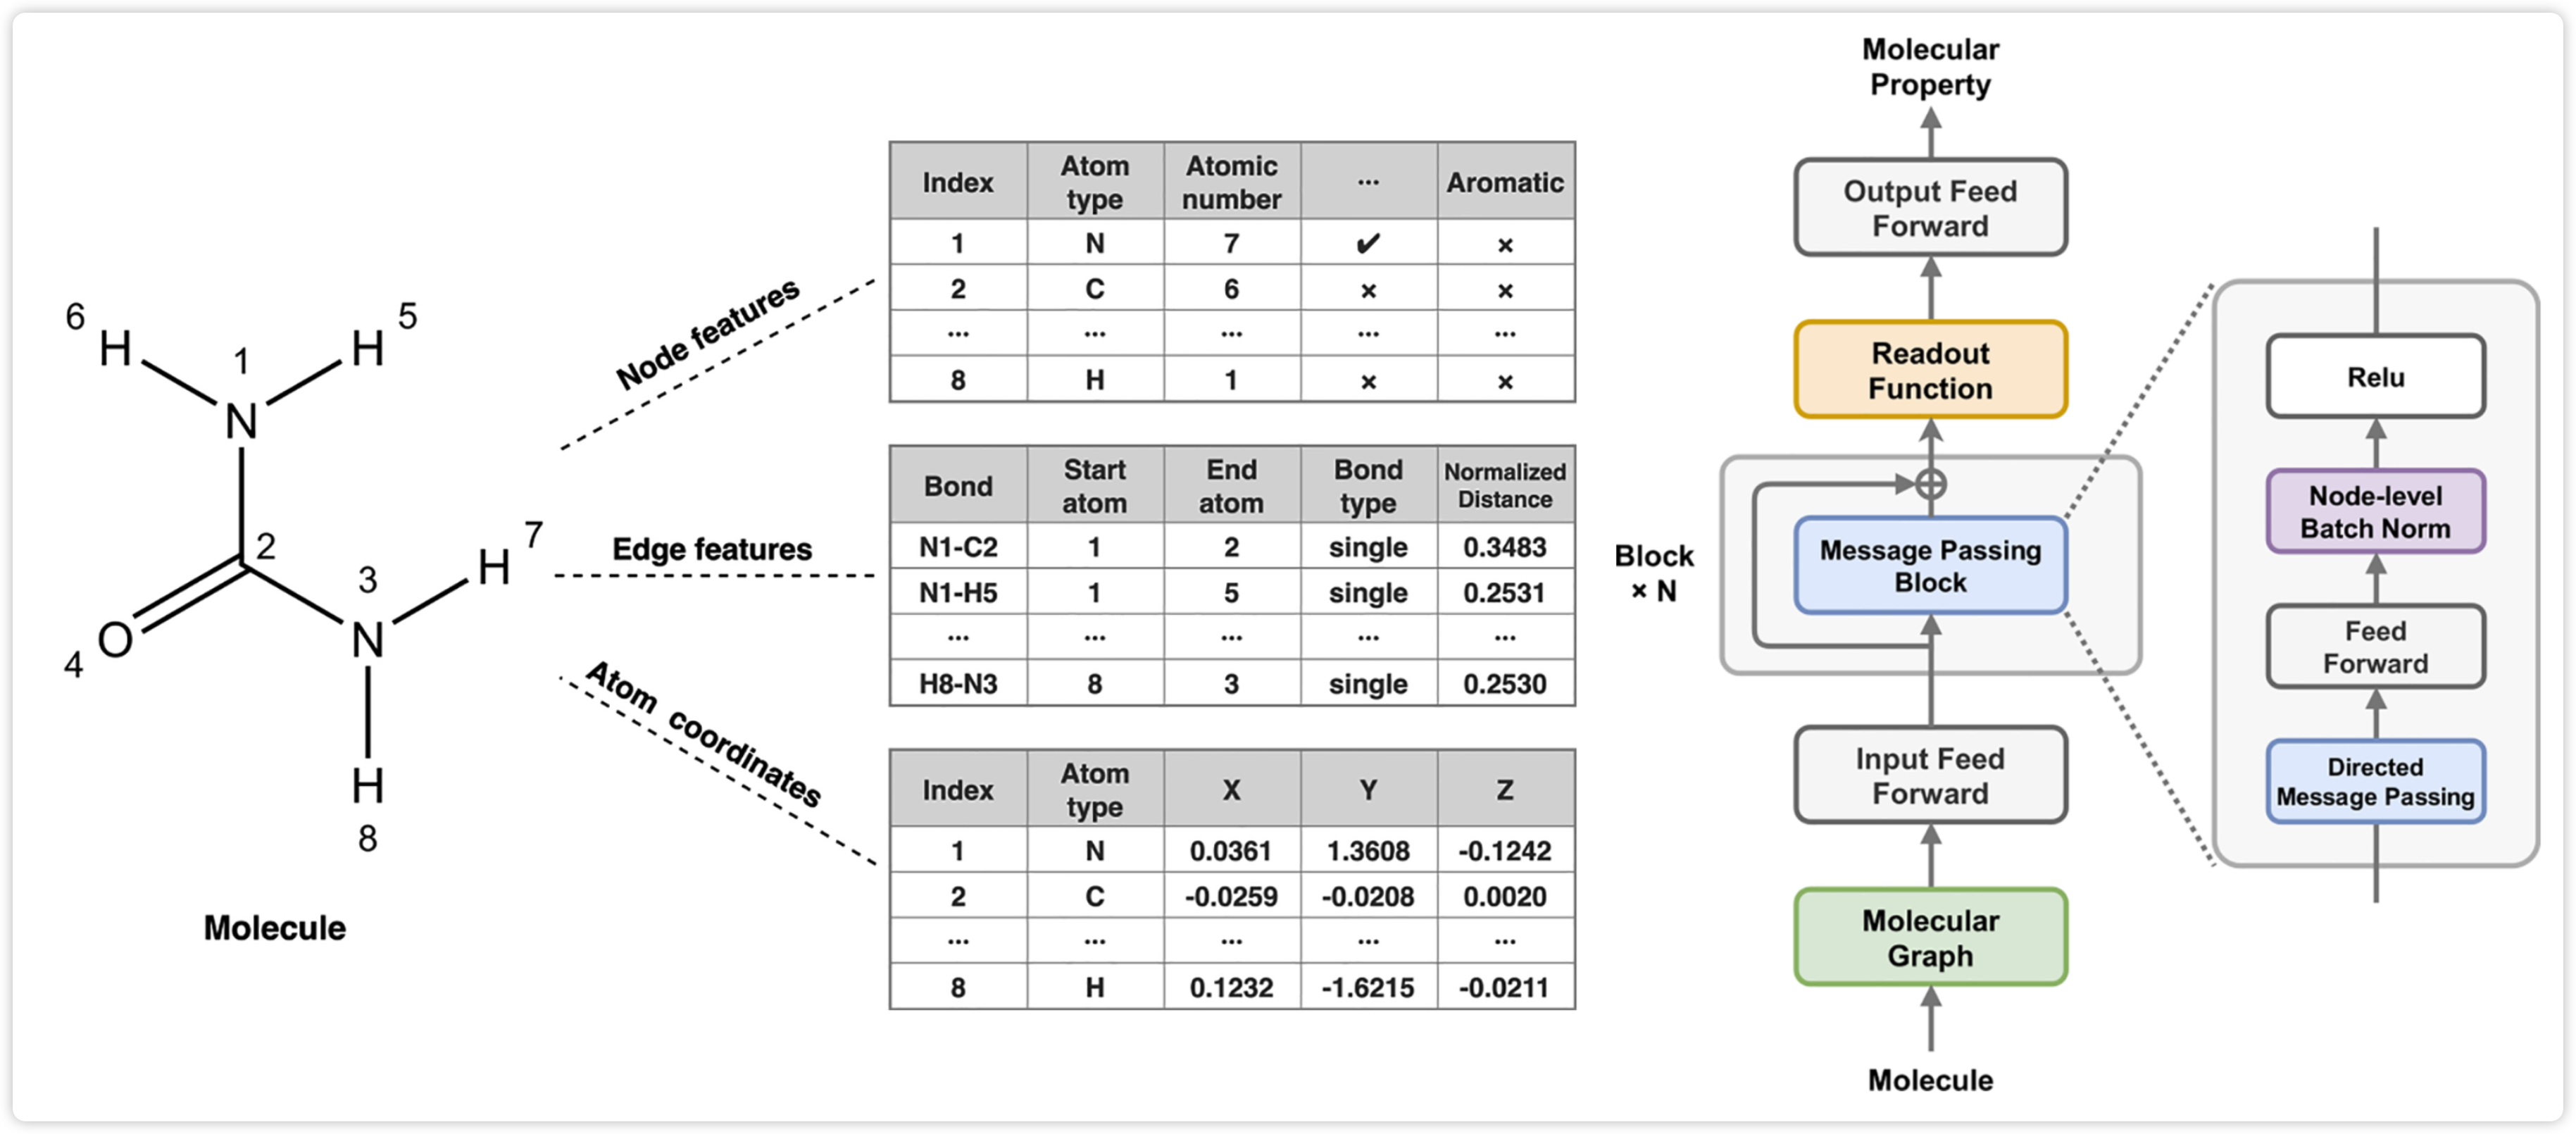 6
H
5
H
1
N
2
7
H
3
N
O
4
H
8
Molecule
Node features
Edge features
Atom coordinates
Index Atom type Atomic number ... Aromatic
1 N 7 ✔ ×
2 C 6 × ×
... ... ... ... ...
8 H 1 × ×
Bond Start atom End atom Bond type Normalized Distance
N1-C2 1 2 single 0.3483
N1-H5 1 5 single 0.2531
... ... ... ... ...
H8-N3 8 3 single 0.2530
Index Atom type X Y Z
1 N 0.0361 1.3608 -0.1242
2 C -0.0259 -0.0208 0.0020
... ... ... ... ...
8 H 0.1232 -1.6215 -0.0211
Molecular
Property
Output Feed
Forward
Readout
Function
Block
× N
Message Passing
Block
Input Feed
Forward
Molecular
Graph
Molecule
Relu
Node-level
Batch Norm
Feed
Forward
Directed
Message Passing